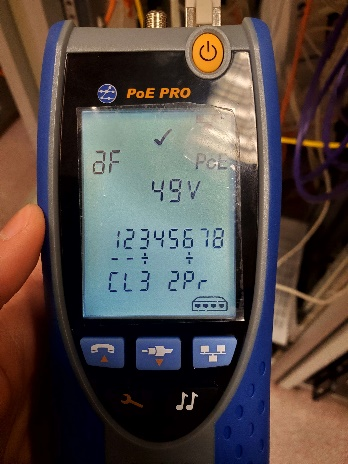 PoE PRO
✓
af PoE
49V
12345678
--÷ ÷
CL3 2Pr